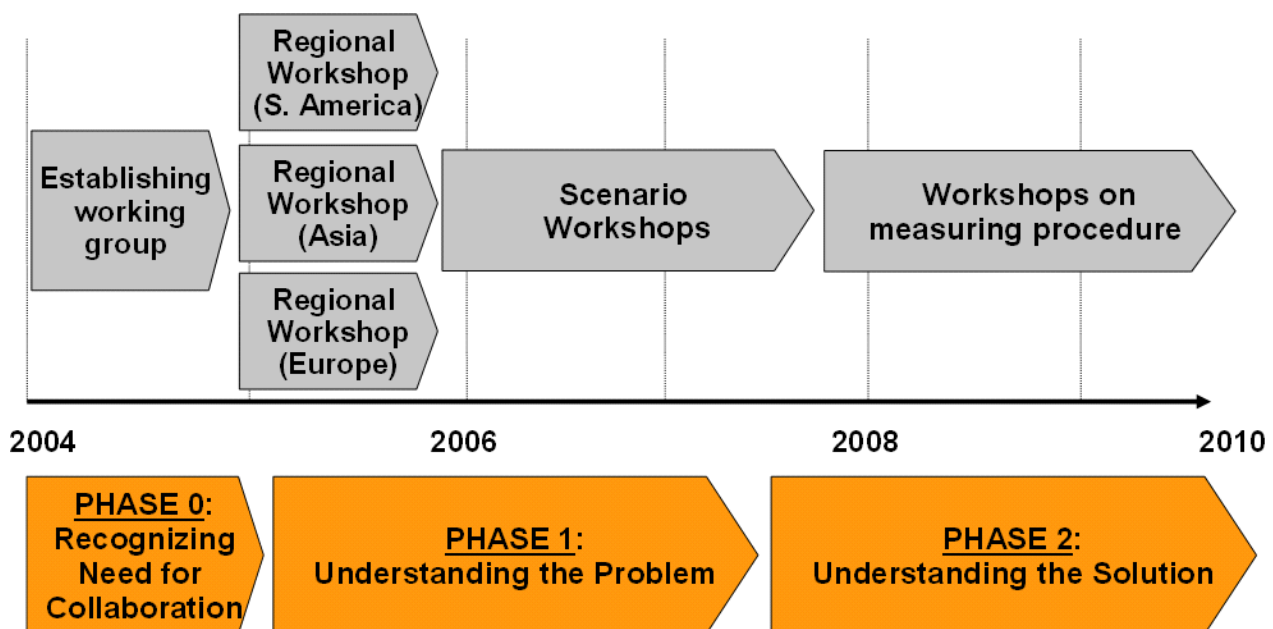 Regional
Workshop
(S. America)
Establishing
working
group
Regional
Workshop
(Asia)
Regional
Workshop
(Europe)
Scenario
Workshops
Workshops on
measuring procedure
2004
2006
2008
2010
PHASE 0:
Recognizing
Need for
Collaboration
PHASE 1:
Understanding the Problem
PHASE 2:
Understanding the Solution